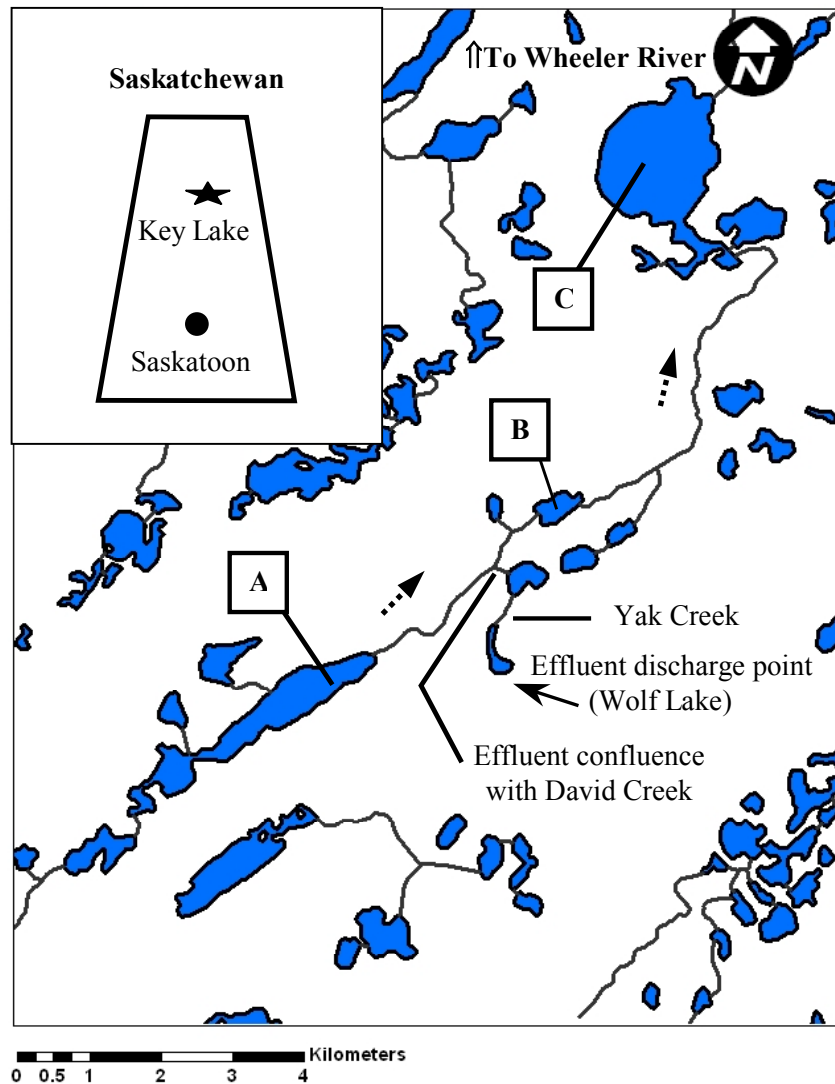 Saskatchewan
Key Lake
Saskatoon
⇑To Wheeler River
N
C
B
A
Yak Creek
Effluent discharge point
(Wolf Lake)
Effluent confluence
with David Creek
Kilometers
0 0.5 1 2 3 4